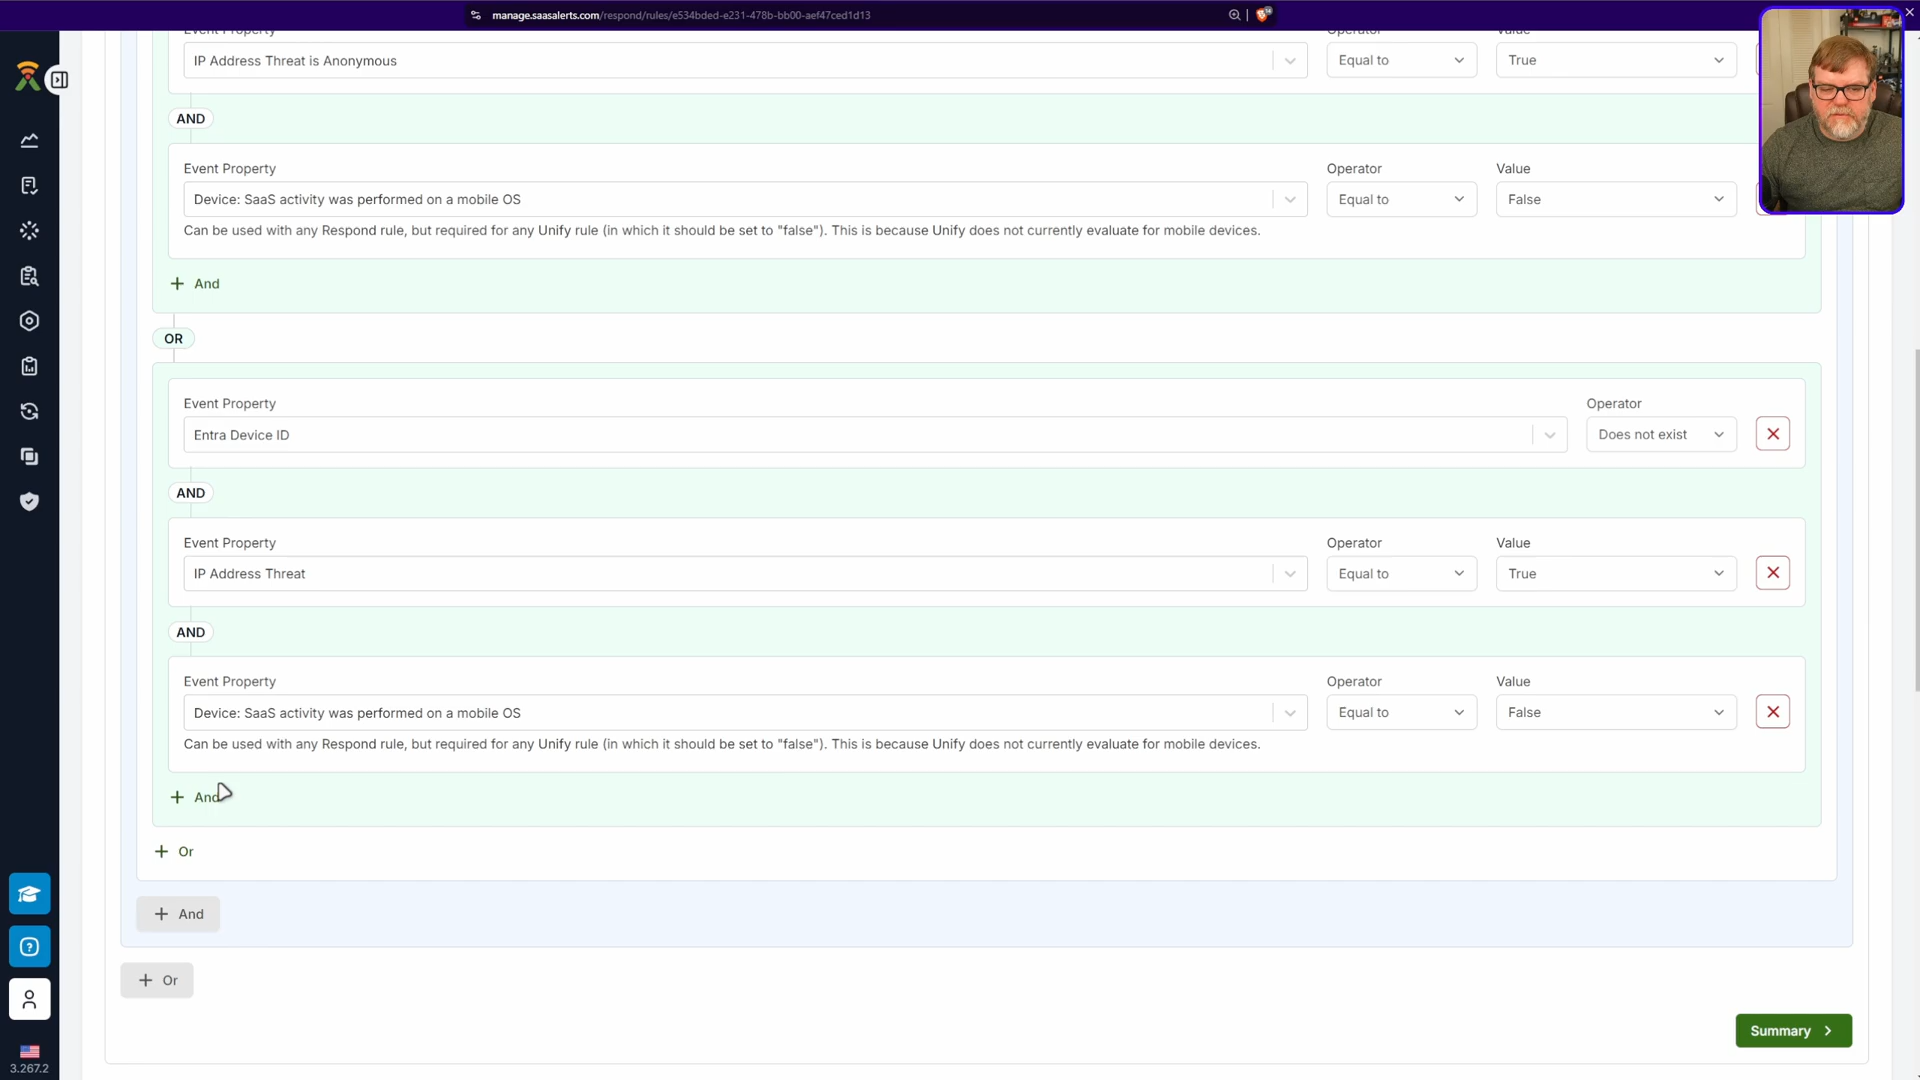 manage.saasalerts.com/respond/rules/e534bded-e231-478b-bb00-aef47ced1d13
Event Property
Operator
Value
IP Address Threat is Anonymous
Equal to
True
AND
Event Property
Operator
Value
Device: SaaS activity was performed on a mobile OS
Equal to
False
Can be used with any Respond rule, but required for any Unify rule (in which it should be set to "false"). This is because Unify does not currently evaluate for mobile devices.
+ And
OR
Event Property
Operator
Entra Device ID
Does not exist
AND
Event Property
Operator
Value
IP Address Threat
Equal to
True
AND
Event Property
Operator
Value
Device: SaaS activity was performed on a mobile OS
Equal to
False
Can be used with any Respond rule, but required for any Unify rule (in which it should be set to "false"). This is because Unify does not currently evaluate for mobile devices.
+ And
+ Or
+ And
+ Or
Summary
3.267.2